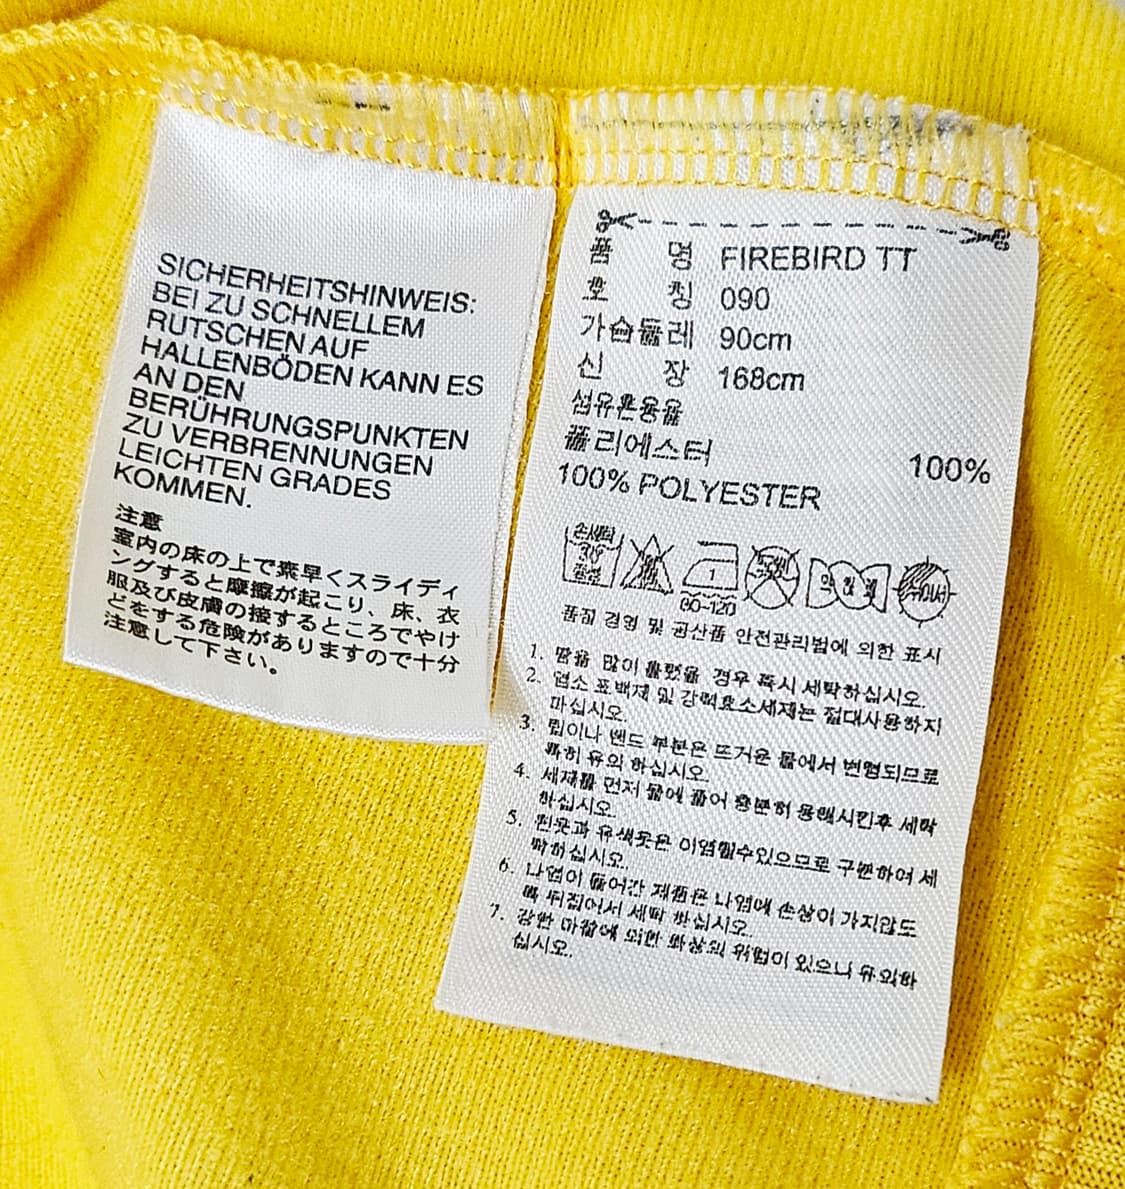 SICHERHEITSHINWEIS:
BEI ZU SCHNELLEM
RUTSCHEN AUF
HALLENBÖDEN KANN ES
AN DEN
BERÜHRUNGSPUNKTEN
ZU VERBRENNUNGEN
LEICHTEN GRADES
KOMMEN.
注意
室内の床の上で素早くスライディ
ングすると摩擦が起こり、床、衣
服及び皮膚の接するところでやけ
どをする危険がありますので十分
注意して下さい。
품 명 FIREBIRD TT
호 칭 090
가슴둘레 90cm
신 장 168cm
섬유혼용율
폴리에스터 100%
100% POLYESTER
손세탁
30
중성
1
80-120
약하게
품질 경영 및 공산품 안전관리법에 의한 표시
1. 땀을 많이 흘렸을 경우 즉시 세탁하십시오.
2. 염소 표백제 및 강력효소세제는 절대사용하지
마십시오.
3. 립이나 밴드 부분은 뜨거운 물에서 변형되므로
특히 유의 하십시오.
4. 세제를 먼저 물에 풀어 충분히 용해시킨후 세탁
하십시오.
5. 흰옷과 유색옷은 이염될수있으므로 구분하여 세
탁하십시오.
6. 나염이 들어간 제품은 나염에 손상이 가지않도
록 뒤집어서 세탁 하십시오.
7. 강한 마찰에 의한 화상의 위험이 있으니 유의하
십시오.